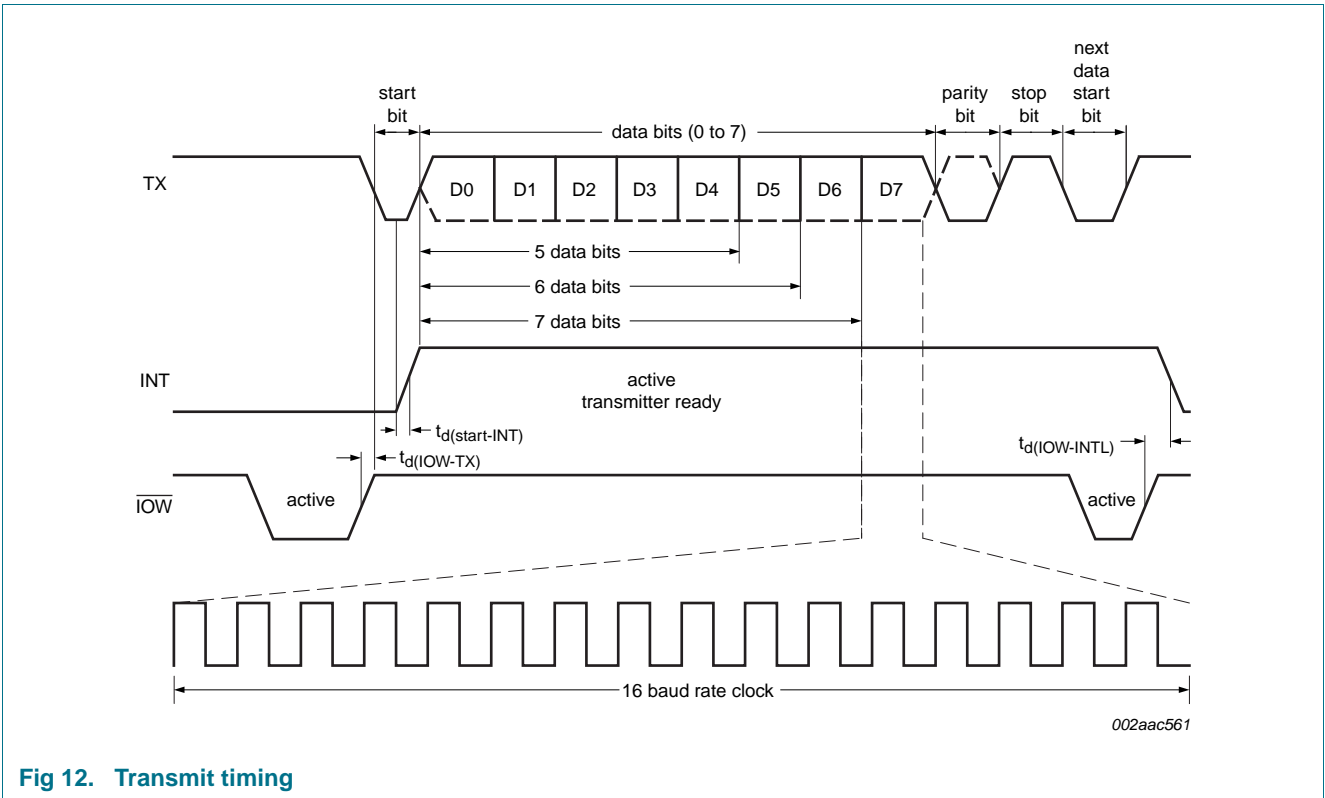 next
data
start
bit
start
bit
parity
bit
stop
bit
data bits (0 to 7)
TX
D0 D1 D2 D3 D4 D5 D6 D7
5 data bits
6 data bits
7 data bits
INT
active
transmitter ready
td(start-INT)
td(IOW-TX)
td(IOW-INTL)
IOW
active
active
16 baud rate clock
002aac561
Fig 12. Transmit timing